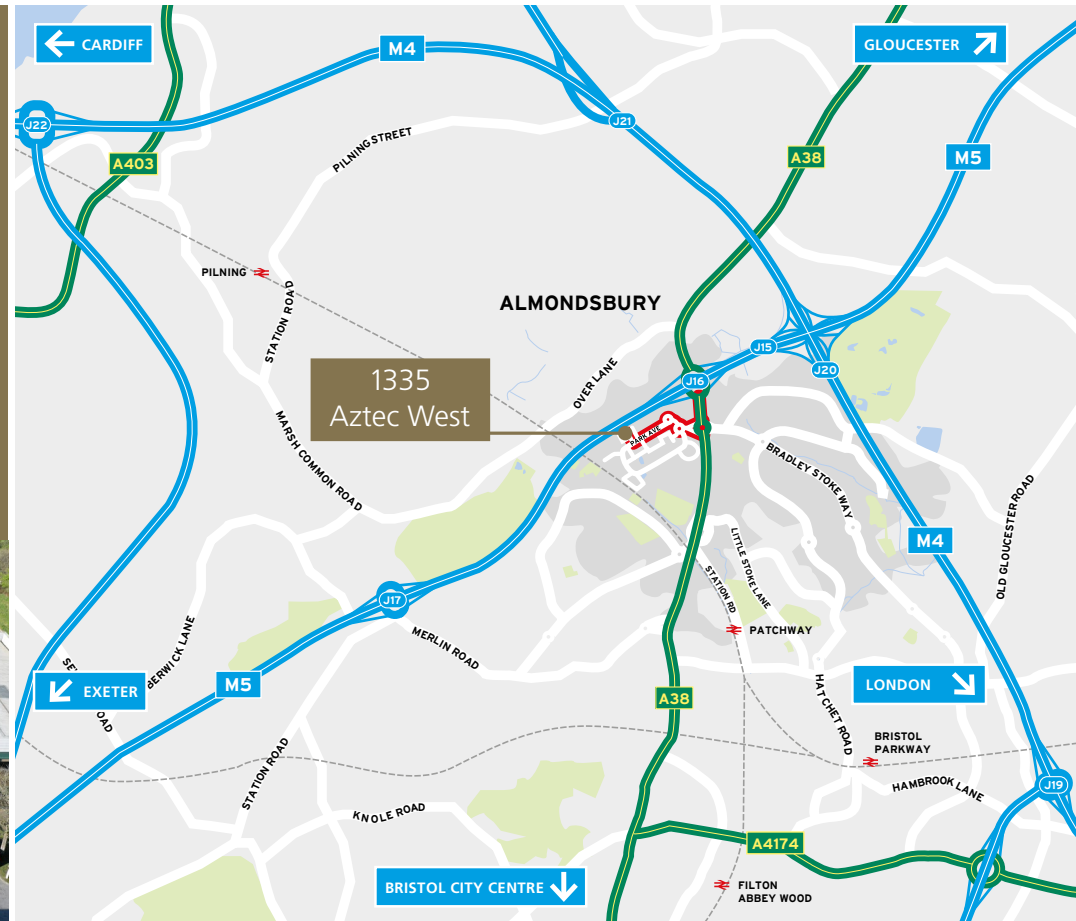 CARDIFF
M4
GLOUCESTER
J22
J21
A403
PILNING STREET
A38
M5
PILNING
STATION ROAD
ALMONDSBURY
J15
J20
J16
OVER LANE
1335
Aztec West
PARK AVE
MARSH COMMON ROAD
BRADLEY STOKE WAY
OLD GLOUCESTER ROAD
M4
LITTLE STOKE LANE
STATION RD
J17
PATCHWAY
MERLIN ROAD
BERWICK LANE
EXETER
M5
A38
LONDON
HATCHET ROAD
BRISTOL
PARKWAY
STATION ROAD
HAMBROOK LANE
J19
KNOLE ROAD
A4174
BRISTOL CITY CENTRE
FILTON
ABBEY WOOD